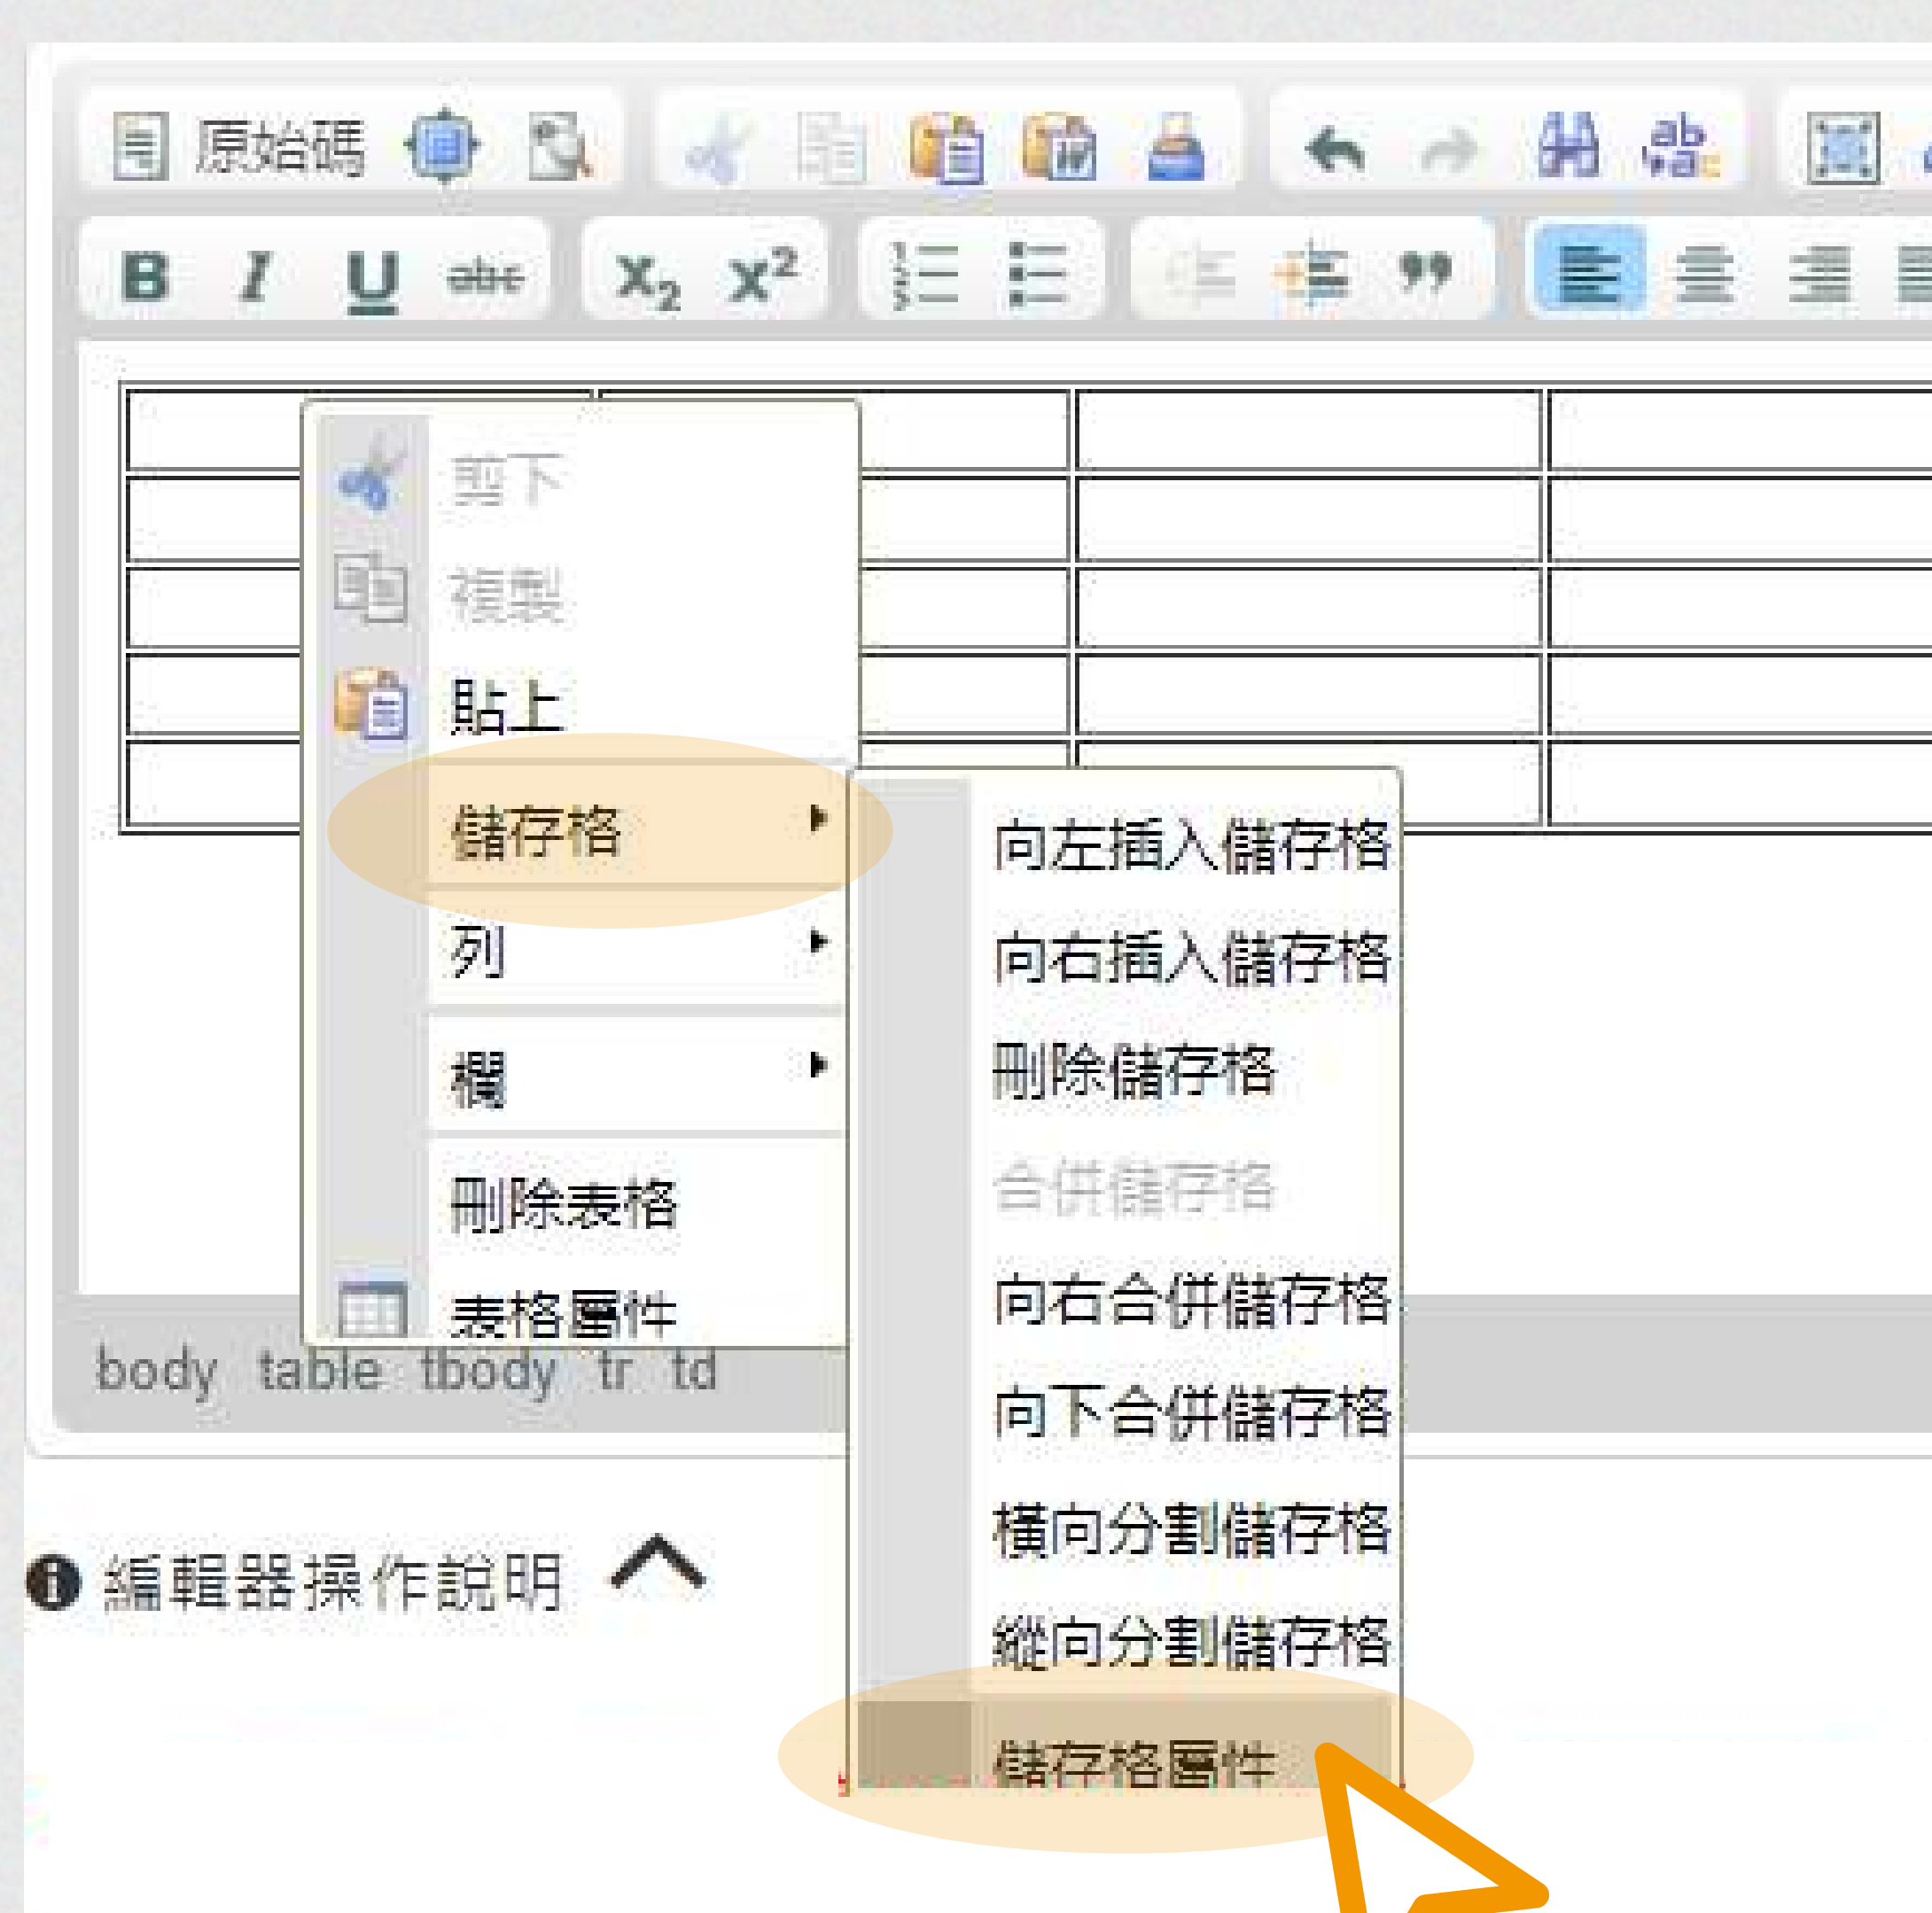 原始碼
B I U abc X₂ X²
剪下
複製
貼上
儲存格
列
欄
刪除表格
表格屬性
向左插入儲存格
向右插入儲存格
刪除儲存格
合併儲存格
向右合併儲存格
向下合併儲存格
橫向分割儲存格
縱向分割儲存格
儲存格屬性
body table tbody tr td
編輯器操作說明